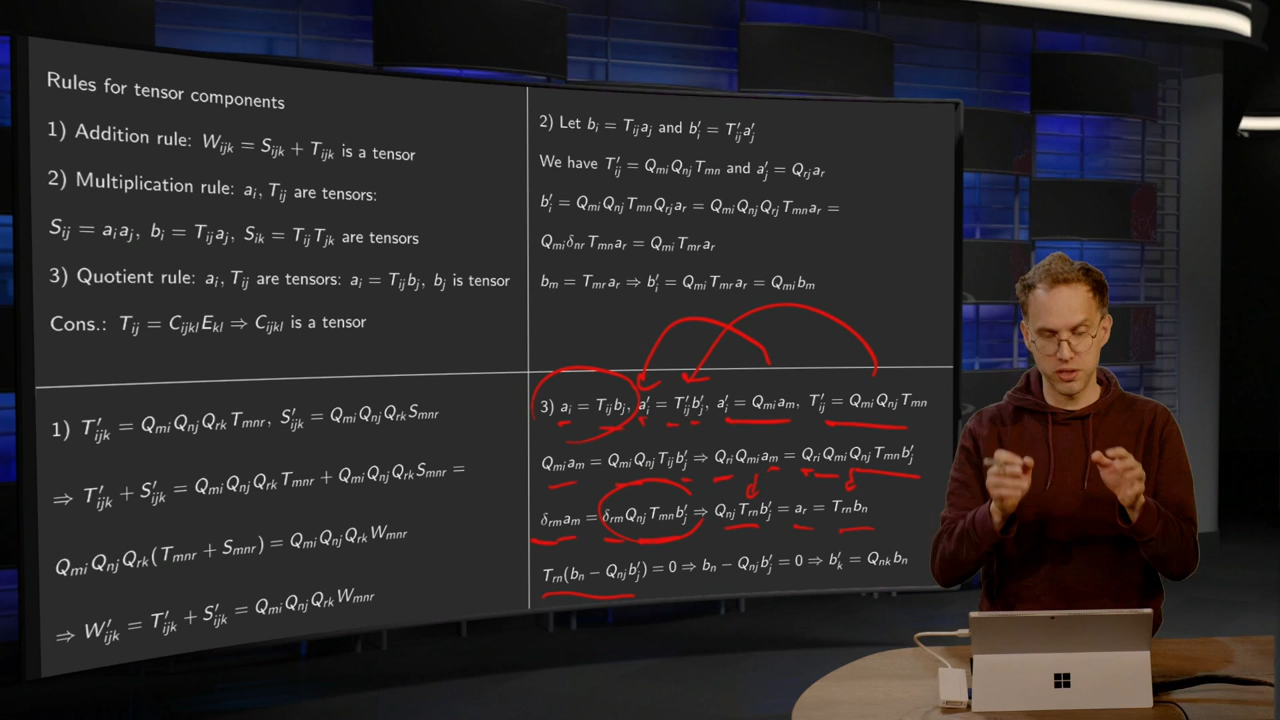 Rules for tensor components
1) Addition rule: W_ijk = S_ijk + T_ijk is a tensor
2) Multiplication rule: a_i, T_ij are tensors:
S_ij = a_i a_j, b_i = T_ij a_j, S_ik = T_ij T_jk are tensors
3) Quotient rule: a_i, T_ij are tensors: a_i = T_ij b_j, b_j is tensor
Cons.: T_ij = C_ijkl E_kl ⇒ C_ijkl is a tensor
2) Let b_i = T_ij a_j and b'_i = T'_ij a'_j
We have T'_ij = Q_mi Q_nj T_mn and a'_j = Q_rj a_r
b'_i = Q_mi Q_nj T_mn Q_rj a_r = Q_mi Q_nj Q_rj T_mn a_r =
Q_mi δ_nr T_mn a_r = Q_mi T_mr a_r
b_m = T_mr a_r ⇒ b'_i = Q_mi T_mr a_r = Q_mi b_m
1) T'_ijk = Q_mi Q_nj Q_rk T_mnr, S'_ijk = Q_mi Q_nj Q_rk S_mnr
⇒ T'_ijk + S'_ijk = Q_mi Q_nj Q_rk T_mnr + Q_mi Q_nj Q_rk S_mnr =
Q_mi Q_nj Q_rk (T_mnr + S_mnr) = Q_mi Q_nj Q_rk W_mnr
⇒ W'_ijk = T'_ijk + S'_ijk = Q_mi Q_nj Q_rk W_mnr
3) a_i = T_ij b_j, a'_i = T'_ij b'_j, a'_i = Q_mi a_m, T'_ij = Q_mi Q_nj T_mn
Q_mi a_m = Q_mi Q_nj T_ij b'_j ⇒ Q_ri Q_mi a_m = Q_ri Q_mi Q_nj T_mn b'_j
δ_rm a_m = δ_rm Q_nj T_mn b'_j ⇒ Q_nj T_rn b'_j = a_r = T_rn b_n
T_rn (b_n − Q_nj b'_j) = 0 ⇒ b_n − Q_nj b'_j = 0 ⇒ b'_k = Q_nk b_n